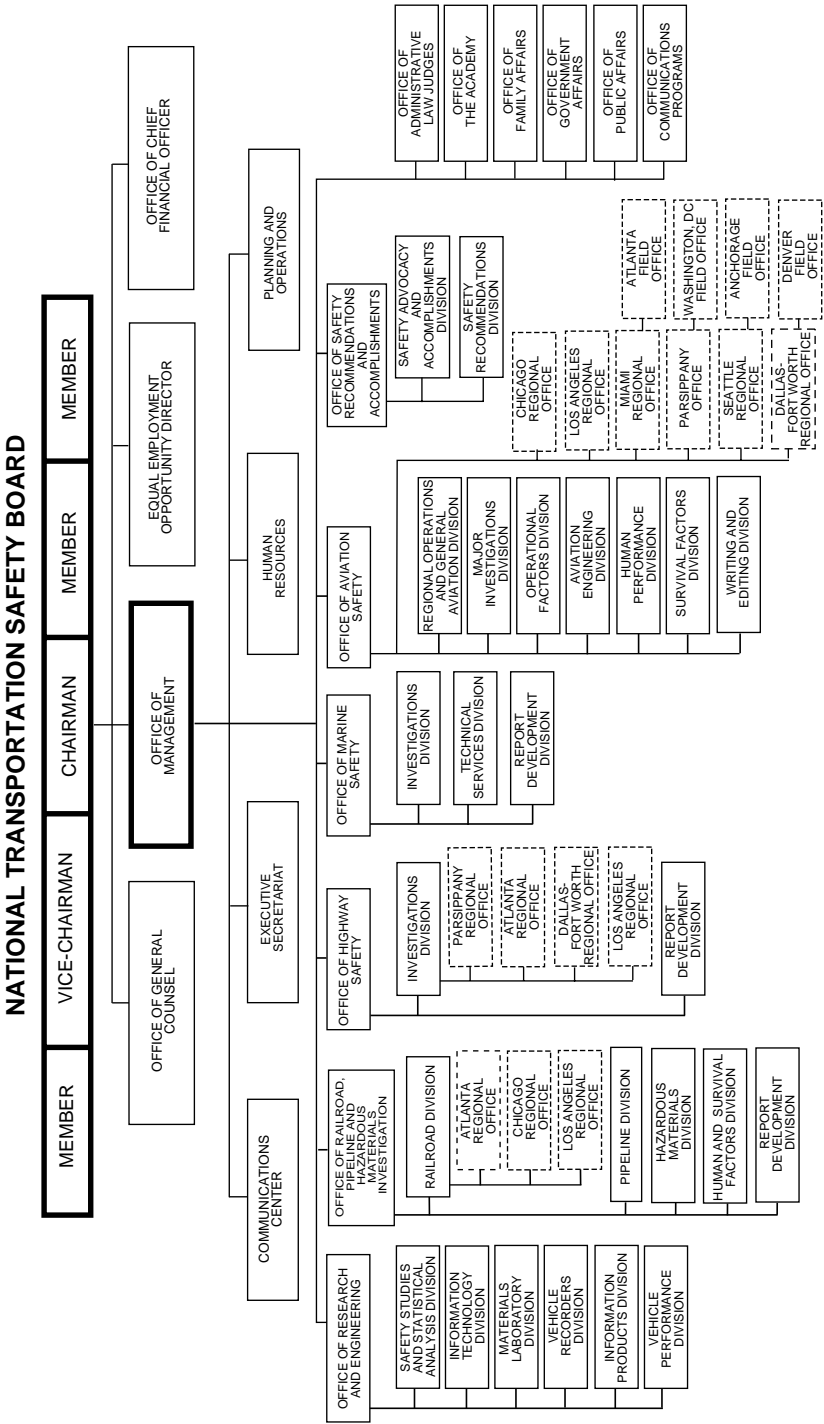 NATIONAL TRANSPORTATION SAFETY BOARD
MEMBER
VICE-CHAIRMAN
CHAIRMAN
MEMBER
MEMBER
OFFICE OF GENERAL
COUNSEL
OFFICE OF
MANAGEMENT
EQUAL EMPLOYMENT
OPPORTUNITY DIRECTOR
OFFICE OF CHIEF
FINANCIAL OFFICER
COMMUNICATIONS
CENTER
EXECUTIVE
SECRETARIAT
HUMAN
RESOURCES
PLANNING AND
OPERATIONS
OFFICE OF RESEARCH
AND ENGINEERING
SAFETY STUDIES
AND STATISTICAL
ANALYSIS DIVISION
INFORMATION
TECHNOLOGY
DIVISION
MATERIALS
LABORATORY
DIVISION
VEHICLE
RECORDERS
DIVISION
INFORMATION
PRODUCTS DIVISION
VEHICLE
PERFORMANCE
DIVISION
OFFICE OF RAILROAD,
PIPELINE AND
HAZARDOUS
MATERIALS
INVESTIGATION
RAILROAD DIVISION
ATLANTA
REGIONAL
OFFICE
CHICAGO
REGIONAL
OFFICE
LOS ANGELES
REGIONAL
OFFICE
PIPELINE DIVISION
HAZARDOUS
MATERIALS
DIVISION
HUMAN AND SURVIVAL
FACTORS DIVISION
REPORT
DEVELOPMENT
DIVISION
OFFICE OF HIGHWAY
SAFETY
INVESTIGATIONS
DIVISION
PARSIPPANY
REGIONAL
OFFICE
ATLANTA
REGIONAL
OFFICE
DALLAS-
FORT WORTH
REGIONAL OFFICE
LOS ANGELES
REGIONAL
OFFICE
REPORT
DEVELOPMENT
DIVISION
OFFICE OF MARINE
SAFETY
INVESTIGATIONS
DIVISION
TECHNICAL
SERVICES DIVISION
REPORT
DEVELOPMENT
DIVISION
OFFICE OF AVIATION
SAFETY
REGIONAL OPERATIONS
AND GENERAL
AVIATION DIVISION
MAJOR
INVESTIGATIONS
DIVISION
OPERATIONAL
FACTORS DIVISION
AVIATION
ENGINEERING
DIVISION
HUMAN
PERFORMANCE
DIVISION
SURVIVAL FACTORS
DIVISION
WRITING AND
EDITING DIVISION
CHICAGO
REGIONAL
OFFICE
LOS ANGELES
REGIONAL
OFFICE
MIAMI
REGIONAL
OFFICE
ATLANTA
FIELD
OFFICE
PARSIPPANY
OFFICE
WASHINGTON, DC
FIELD OFFICE
SEATTLE
REGIONAL
OFFICE
ANCHORAGE
FIELD
OFFICE
DALLAS-
FORT WORTH
REGIONAL OFFICE
DENVER
FIELD
OFFICE
OFFICE OF SAFETY
RECOMMENDATIONS
AND
ACCOMPLISHMENTS
SAFETY ADVOCACY
AND
ACCOMPLISHMENTS
DIVISION
SAFETY
RECOMMENDATIONS
DIVISION
OFFICE OF
ADMINISTRATIVE
LAW JUDGES
OFFICE OF
THE ACADEMY
OFFICE OF
FAMILY AFFAIRS
OFFICE OF
GOVERNMENT
AFFAIRS
OFFICE OF
PUBLIC AFFAIRS
OFFICE OF
COMMUNICATIONS
PROGRAMS